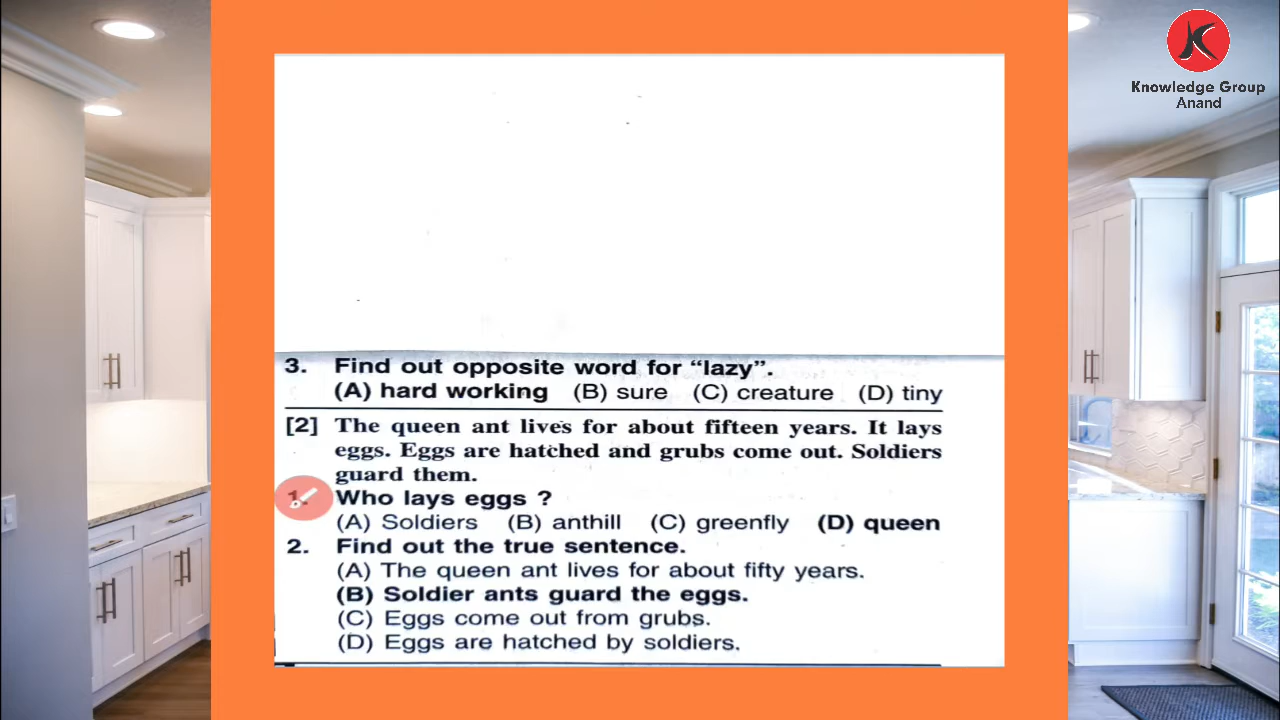 Knowledge Group
Anand
3. Find out opposite word for “lazy”.
(A) hard working (B) sure (C) creature (D) tiny
[2] The queen ant lives for about fifteen years. It lays
eggs. Eggs are hatched and grubs come out. Soldiers
guard them.
1. Who lays eggs ?
(A) Soldiers (B) anthill (C) greenfly (D) queen
2. Find out the true sentence.
(A) The queen ant lives for about fifty years.
(B) Soldier ants guard the eggs.
(C) Eggs come out from grubs.
(D) Eggs are hatched by soldiers.